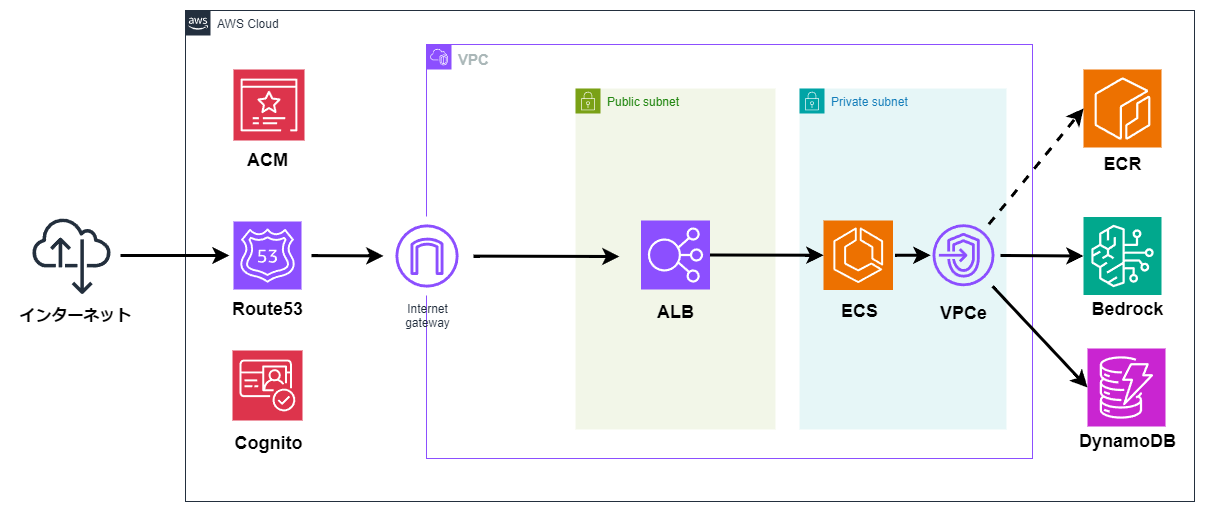 aws
AWS Cloud
VPC
Public subnet
Private subnet
ACM
ECR
53
インターネット
Route53
Internet
gateway
ALB
ECS
VPCe
Bedrock
Cognito
DynamoDB